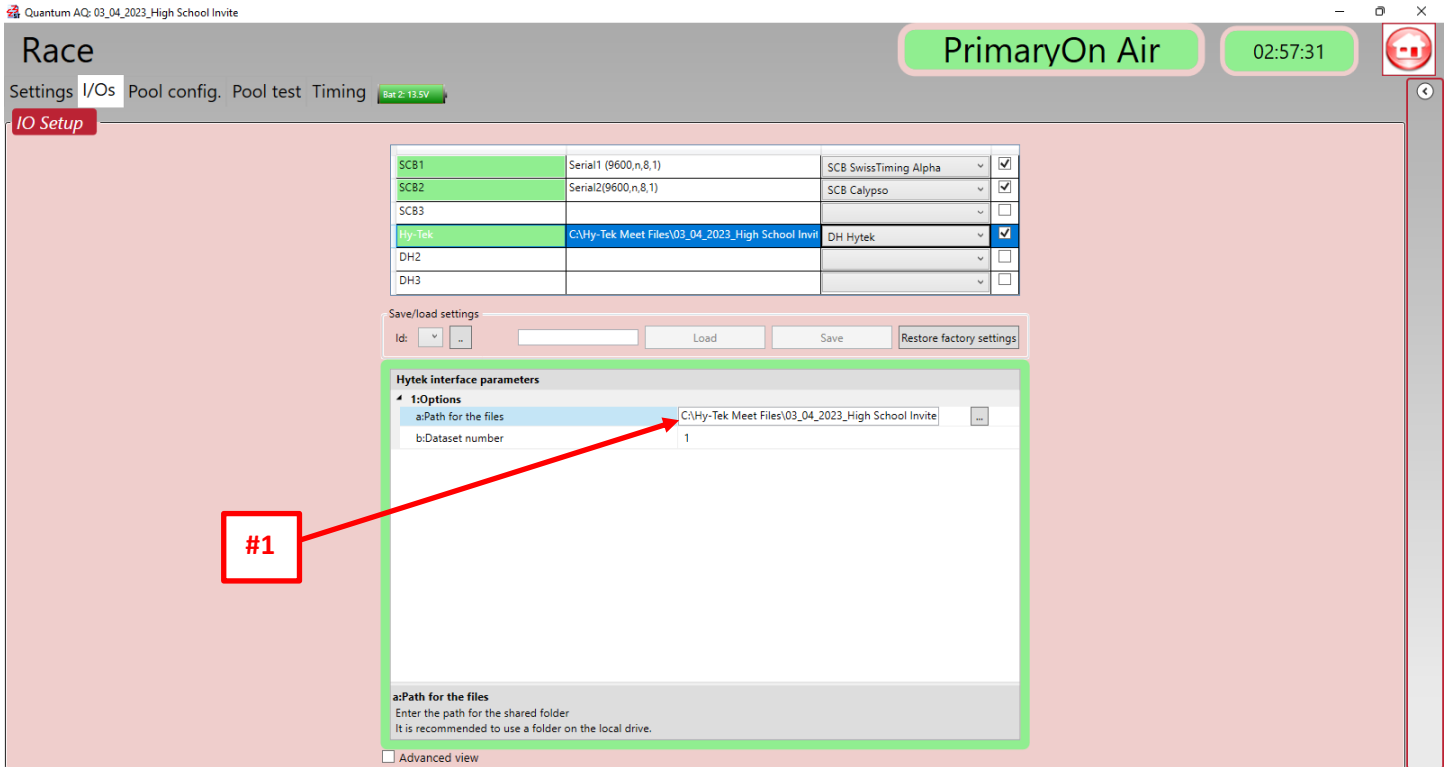 Quantum AQ: 03_04_2023_High School Invite
Race
PrimaryOn Air
02:57:31
Settings I/Os Pool config. Pool test Timing Bat 2: 13.5V
IO Setup
SCB1 Serial1 (9600,n,8,1) SCB SwissTiming Alpha
SCB2 Serial2(9600,n,8,1) SCB Calypso
SCB3
Hy-Tek C:\Hy-Tek Meet Files\03_04_2023_High School Invit DH Hytek
DH2
DH3
Save/load settings
Id: .. Load Save Restore factory settings
Hytek interface parameters
1:Options
a:Path for the files C:\Hy-Tek Meet Files\03_04_2023_High School Invite ...
b:Dataset number 1
#1
a:Path for the files
Enter the path for the shared folder
It is recommended to use a folder on the local drive.
Advanced view